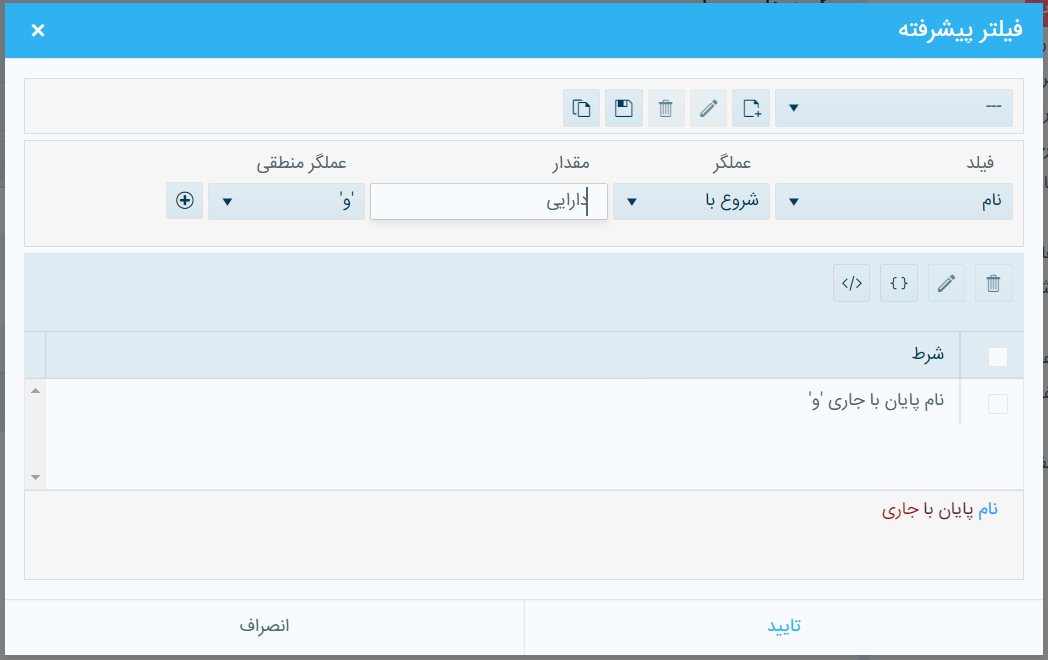 فیلتر پیشرفته
---
فیلد عملگر مقدار عملگر منطقی
نام شروع با دارایی 'و'
{ } </>
شرط
نام پایان با جاری 'و'
نام پایان با جاری
تایید انصراف